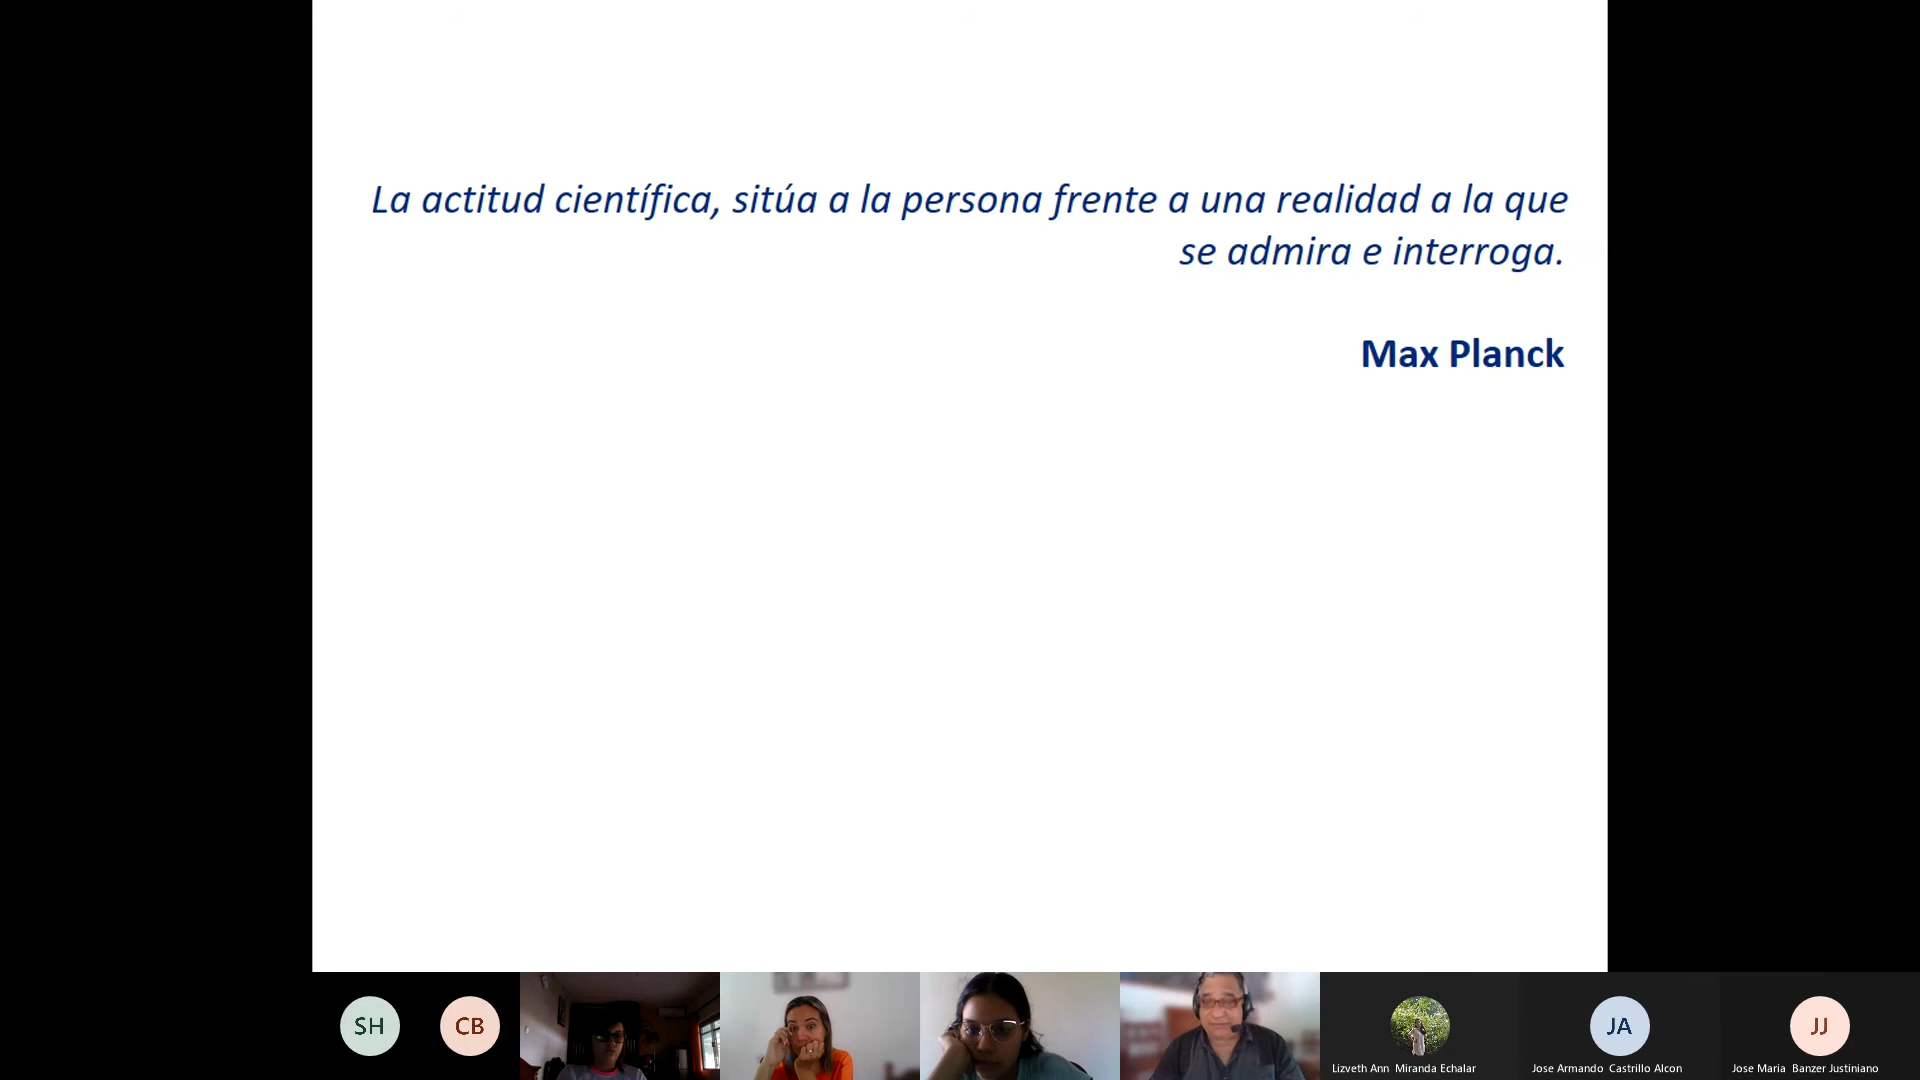 La actitud científica, sitúa a la persona frente a una realidad a la que
se admira e interroga.
Max Planck
SH
CB
JA
JJ
Lizveth Ann Miranda Echalar
Jose Armando Castrillo Alcon
Jose Maria Banzer Justiniano